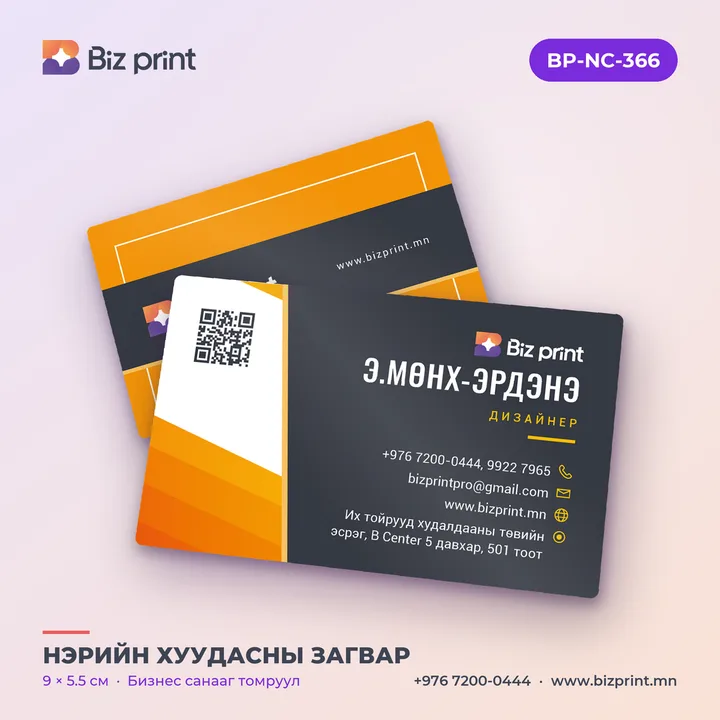 Biz print
BP-NC-366
www.bizprint.mn
Biz print
Э.МӨНХ-ЭРДЭНЭ
ДИЗАЙНЕР
+976 7200-0444, 9922 7965
bizprintpro@gmail.com
www.bizprint.mn
Их тойрууд худалдааны төвийн
эсрэг, B Center 5 давхар, 501 тоот
НЭРИЙН ХУУДАСНЫ ЗАГВАР
9 × 5.5 см · Бизнес санааг томруул
+976 7200-0444 · www.bizprint.mn